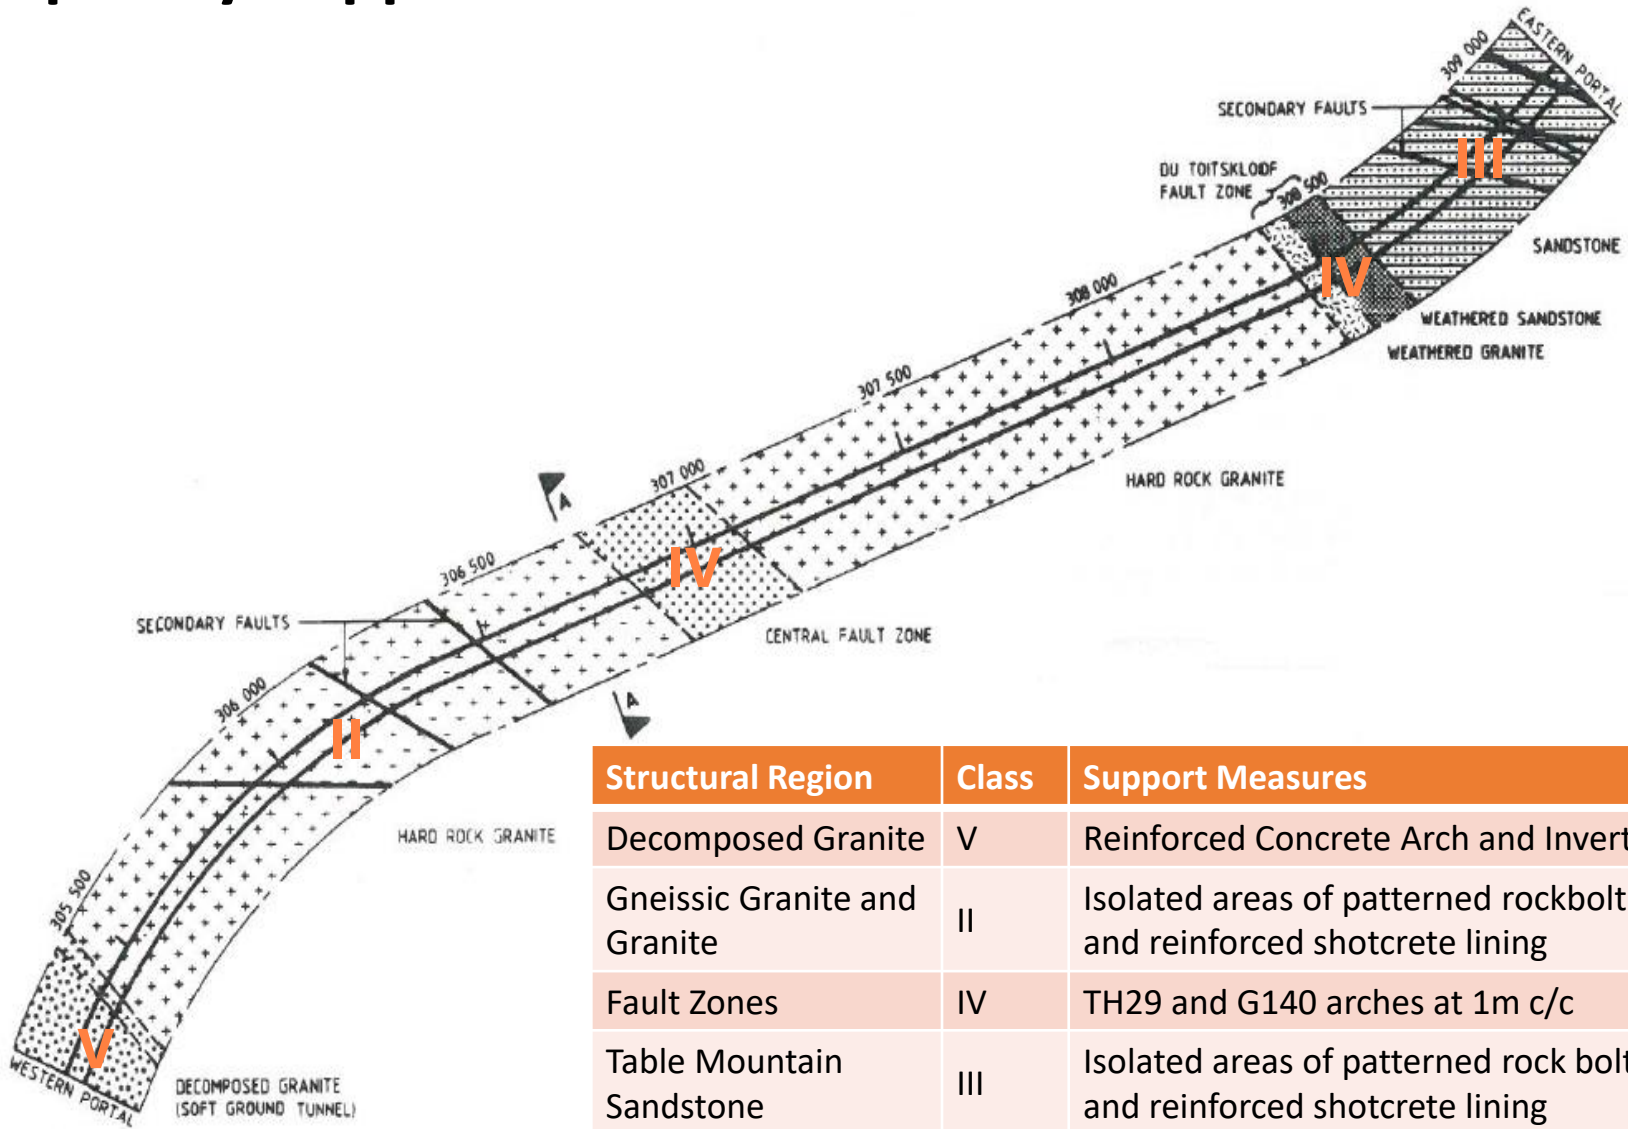 EASTERN PORTAL
309 000
SECONDARY FAULTS
III
DU TOITSKLOOF
FAULT ZONE
308 500
SANDSTONE
IV
308 000
WEATHERED SANDSTONE
WEATHERED GRANITE
307 500
HARD ROCK GRANITE
307 000
A
IV
306 500
SECONDARY FAULTS
CENTRAL FAULT ZONE
A
306 000
II
HARD ROCK GRANITE
305 500
V
WESTERN PORTAL
DECOMPOSED GRANITE
(SOFT GROUND TUNNEL)
Structural Region Class Support Measures
Decomposed Granite V Reinforced Concrete Arch and Invert
Gneissic Granite and
Granite
II
Isolated areas of patterned rockbolt
and reinforced shotcrete lining
Fault Zones IV TH29 and G140 arches at 1m c/c
Table Mountain
Sandstone
III
Isolated areas of patterned rock bolt
and reinforced shotcrete lining